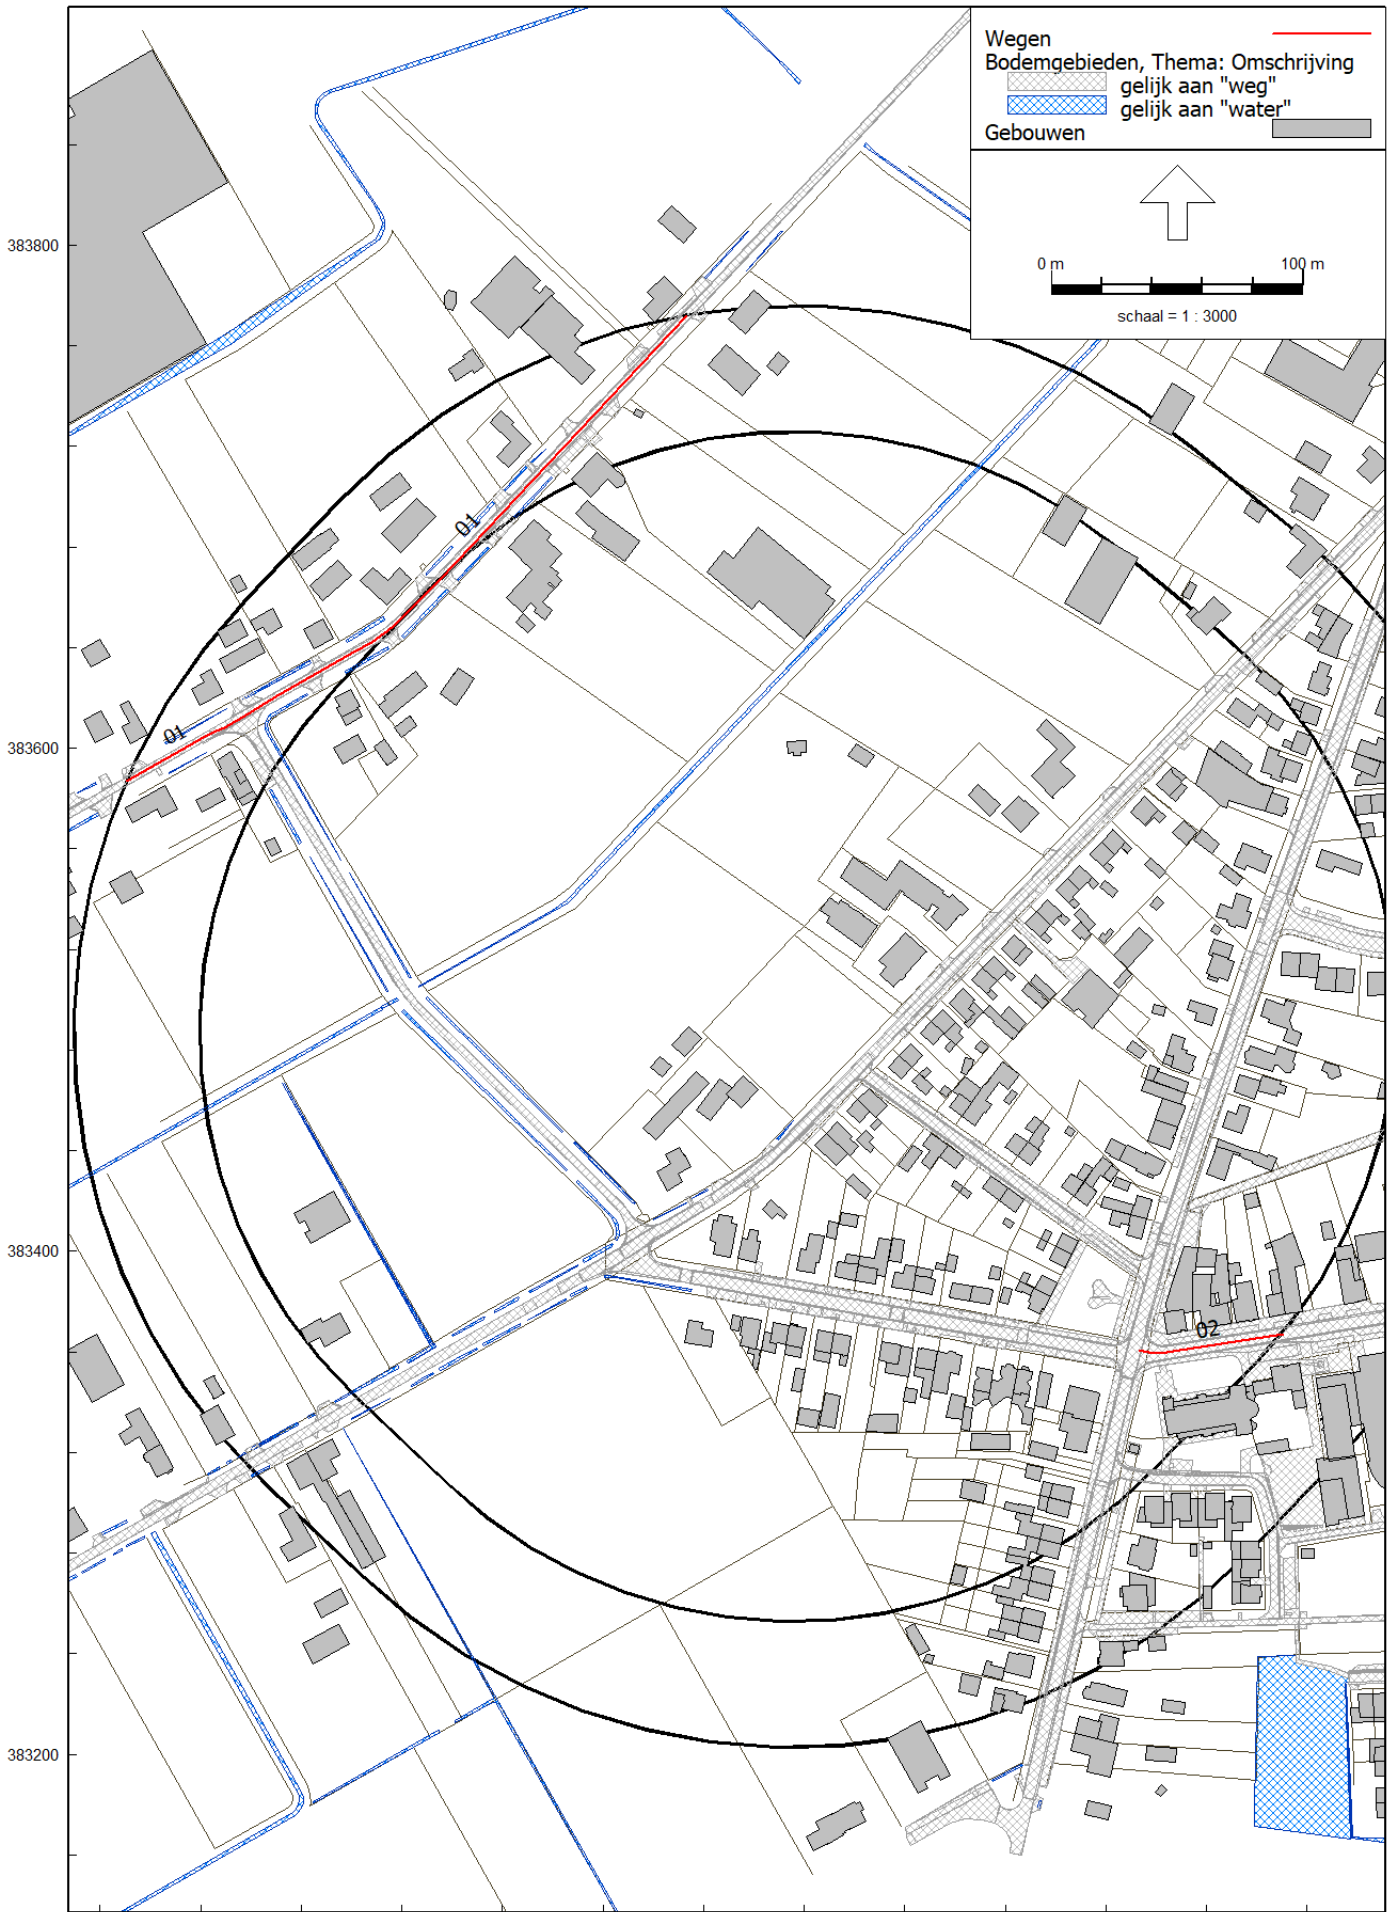 Wegen
Bodemgebieden, Thema: Omschrijving
gelijk aan "weg"
gelijk aan "water"
Gebouwen
0 m 100 m
schaal = 1 : 3000
383800
01
01
383600
383400
02
383200